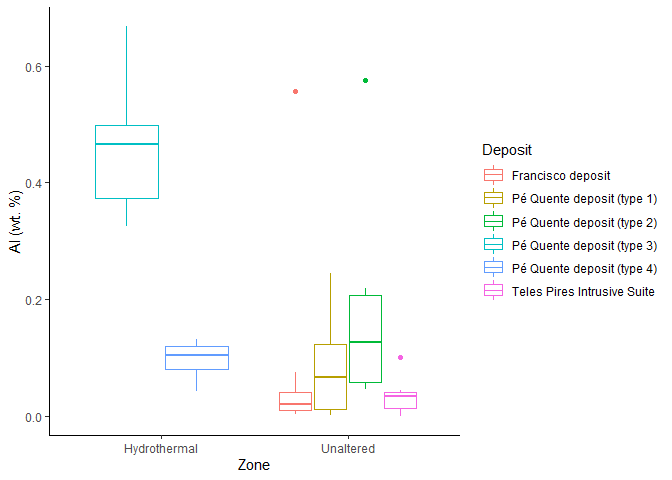 0.6
0.4
0.2
0.0
Al (wt. %)
Hydrothermal
Unaltered
Zone
Deposit
Francisco deposit
Pé Quente deposit (type 1)
Pé Quente deposit (type 2)
Pé Quente deposit (type 3)
Pé Quente deposit (type 4)
Teles Pires Intrusive Suite